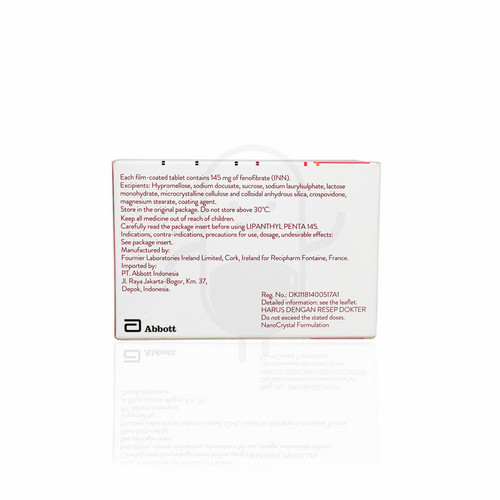 Each film-coated tablet contains 145 mg of fenofibrate (INN).
Excipients: Hypromellose, sodium docusate, sucrose, sodium laurylsulphate, lactose
monohydrate, microcrystalline cellulose and colloidal anhydrous silica, crospovidone,
magnesium stearate, coating agent.
Store in the original package. Do not store above 30°C.
Keep all medicine out of reach of children.
Carefully read the package insert before using LIPANTHYL PENTA 145.
Indications, contra-indications, precautions for use, dosage, undesirable effects:
See package insert.
Manufactured by:
Fournier Laboratories Ireland Limited, Cork, Ireland for Recipharm Fontaine, France.
Imported by:
PT. Abbott Indonesia
Jl. Raya Jakarta-Bogor, Km. 37,
Depok, Indonesia.
Reg. No.: DKI1181400517A1
Detailed information: see the leaflet.
HARUS DENGAN RESEP DOKTER
Do not exceed the stated doses.
NanoCrystal Formulation
Abbott